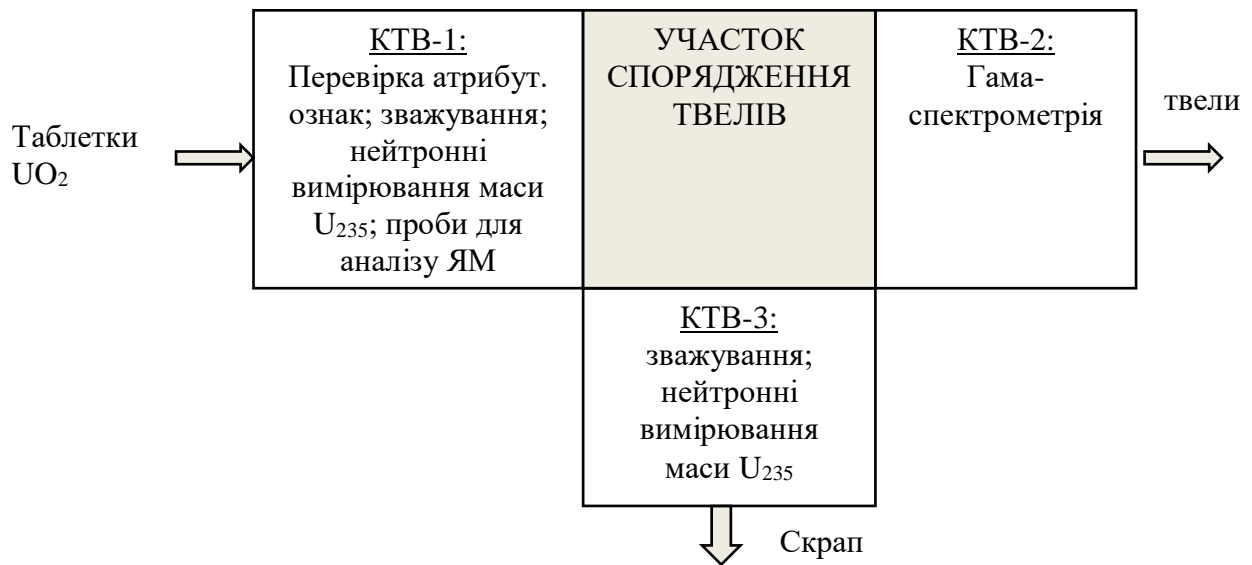 Таблетки
UO2
КТВ-1:
Перевірка атрибут.
ознак; зважування;
нейтронні
вимірювання маси
U235; проби для
аналізу ЯМ
УЧАСТОК
СПОРЯДЖЕННЯ
ТВЕЛІВ
КТВ-2:
Гама-
спектрометрія
твели
КТВ-3:
зважування;
нейтронні
вимірювання
маси U235
Скрап